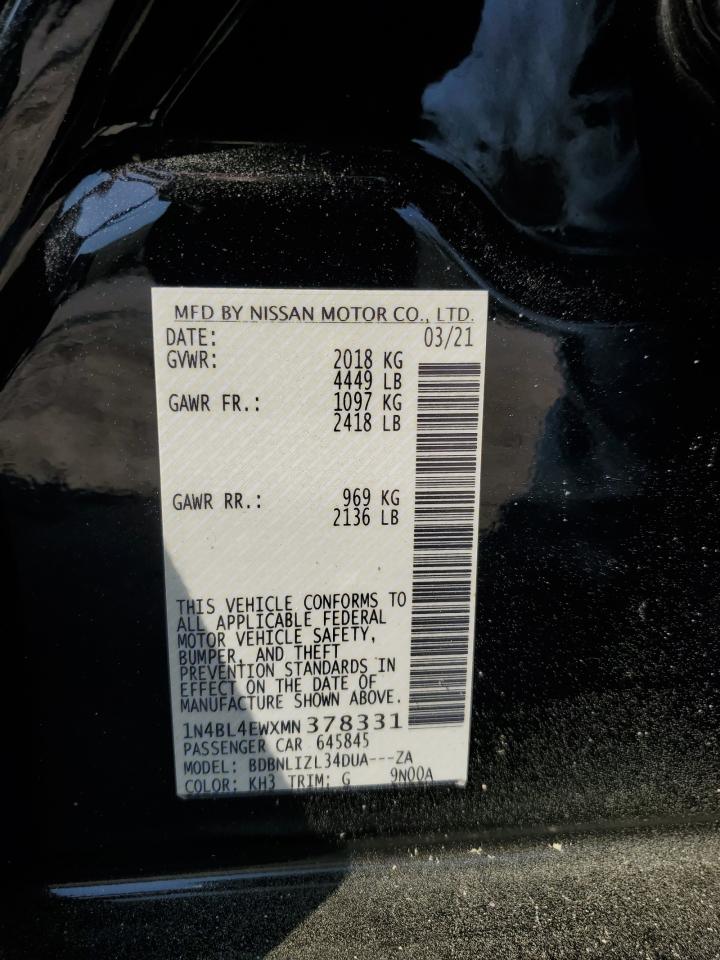 MFD BY NISSAN MOTOR CO., LTD.
DATE: 03/21
GVWR: 2018 KG
4449 LB
GAWR FR.: 1097 KG
2418 LB
GAWR RR.: 969 KG
2136 LB
THIS VEHICLE CONFORMS TO
ALL APPLICABLE FEDERAL
MOTOR VEHICLE SAFETY,
BUMPER, AND THEFT
PREVENTION STANDARDS IN
EFFECT ON THE DATE OF
MANUFACTURE SHOWN ABOVE.
1N4BL4EWXMN378331
PASSENGER CAR 645845
MODEL: BDBNLIZL34DUA---ZA
COLOR: KH3 TRIM: G 9N00A